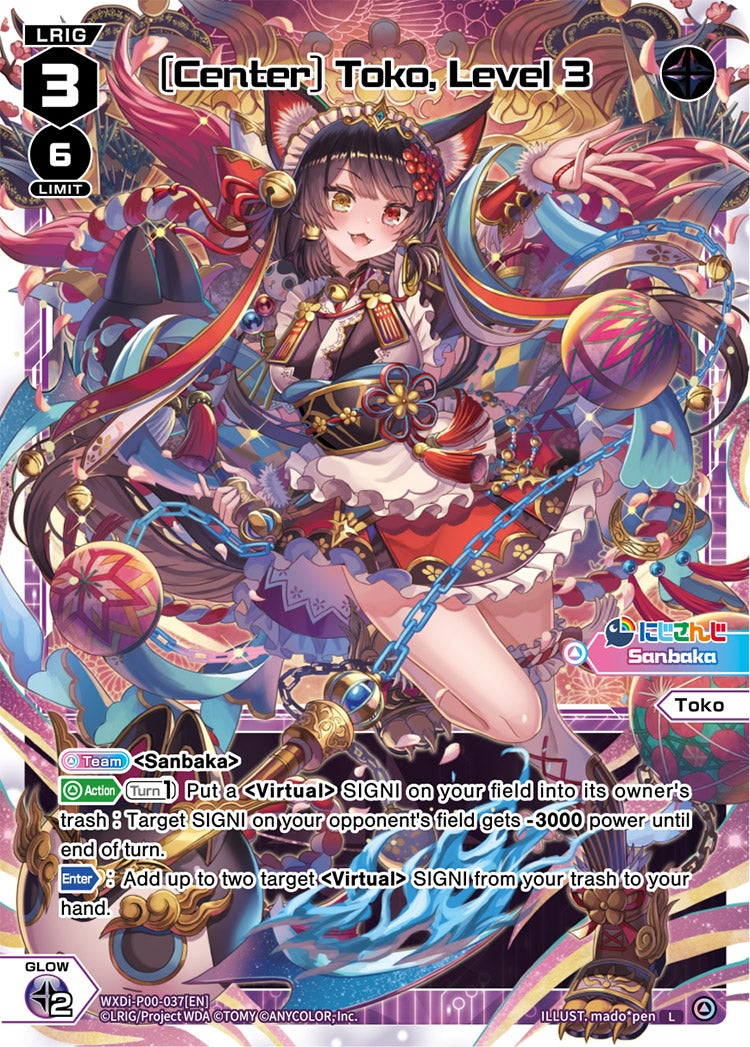 LRIG
3
6
LIMIT
[Center] Toko, Level 3
にじさんじ
Sanbaka
Toko
Team <Sanbaka>
Action Turn 1 Put a <Virtual> SIGNI on your field into its owner's
trash : Target SIGNI on your opponent's field gets -3000 power until
end of turn.
Enter : Add up to two target <Virtual> SIGNI from your trash to your
hand.
GLOW
2
WXDi-P00-037[EN]
©LRIG/Project WDA ©TOMY ©ANYCOLOR, Inc.
ILLUST. mado*pen L